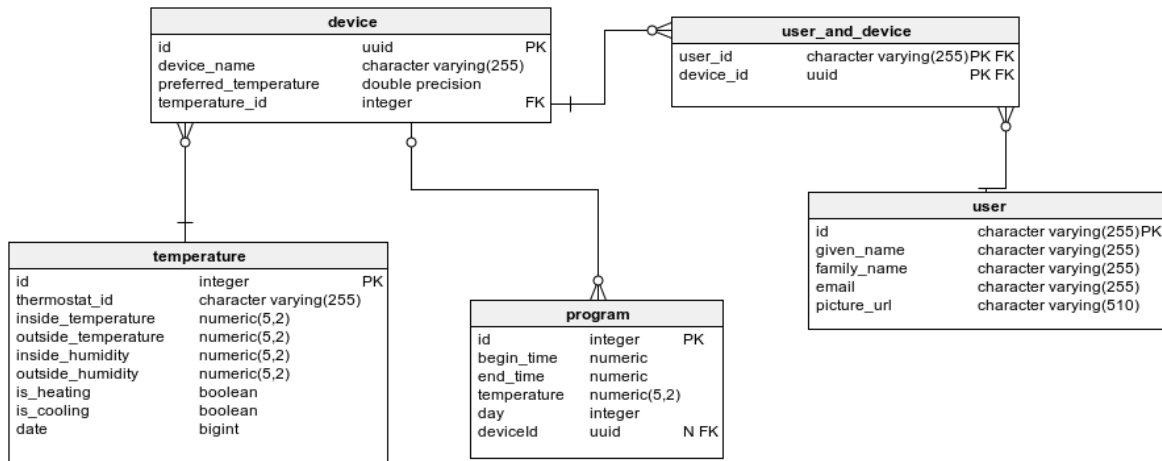 device
id uuid PK
device_name character varying(255)
preferred_temperature double precision
temperature_id integer FK
user_and_device
user_id character varying(255)PK FK
device_id uuid PK FK
user
id character varying(255)PK
given_name character varying(255)
family_name character varying(255)
email character varying(255)
picture_url character varying(510)
temperature
id integer PK
thermostat_id character varying(255)
inside_temperature numeric(5,2)
outside_temperature numeric(5,2)
inside_humidity numeric(5,2)
outside_humidity numeric(5,2)
is_heating boolean
is_cooling boolean
date bigint
program
id integer PK
begin_time numeric
end_time numeric
temperature numeric(5,2)
day integer
deviceId uuid N FK